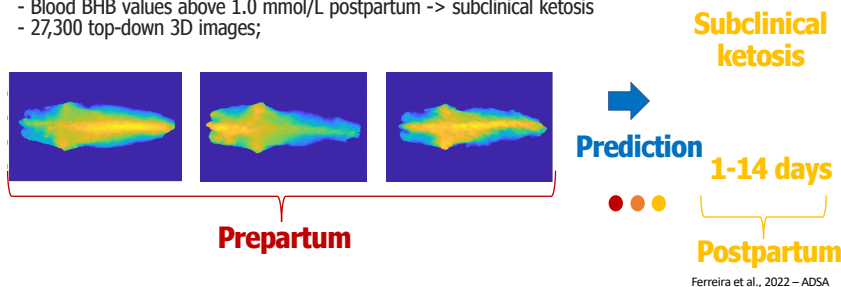 - Blood BHB values above 1.0 mmol/L postpartum -> subclinical ketosis
- 27,300 top-down 3D images;
Subclinical
ketosis
Prediction
1-14 days
Prepartum
Postpartum
Ferreira et al., 2022 – ADSA